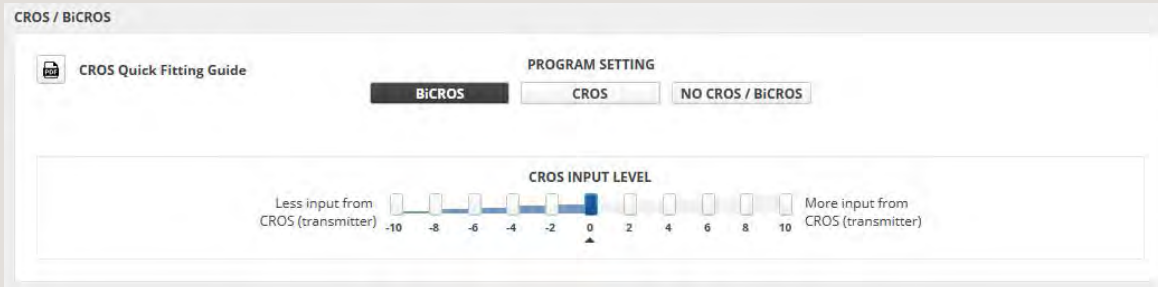 CROS / BiCROS
PDF
CROS Quick Fitting Guide
PROGRAM SETTING
BiCROS CROS NO CROS / BiCROS
CROS INPUT LEVEL
Less input from
CROS (transmitter)
-10 -8 -6 -4 -2 0 2 4 6 8 10
More input from
CROS (transmitter)